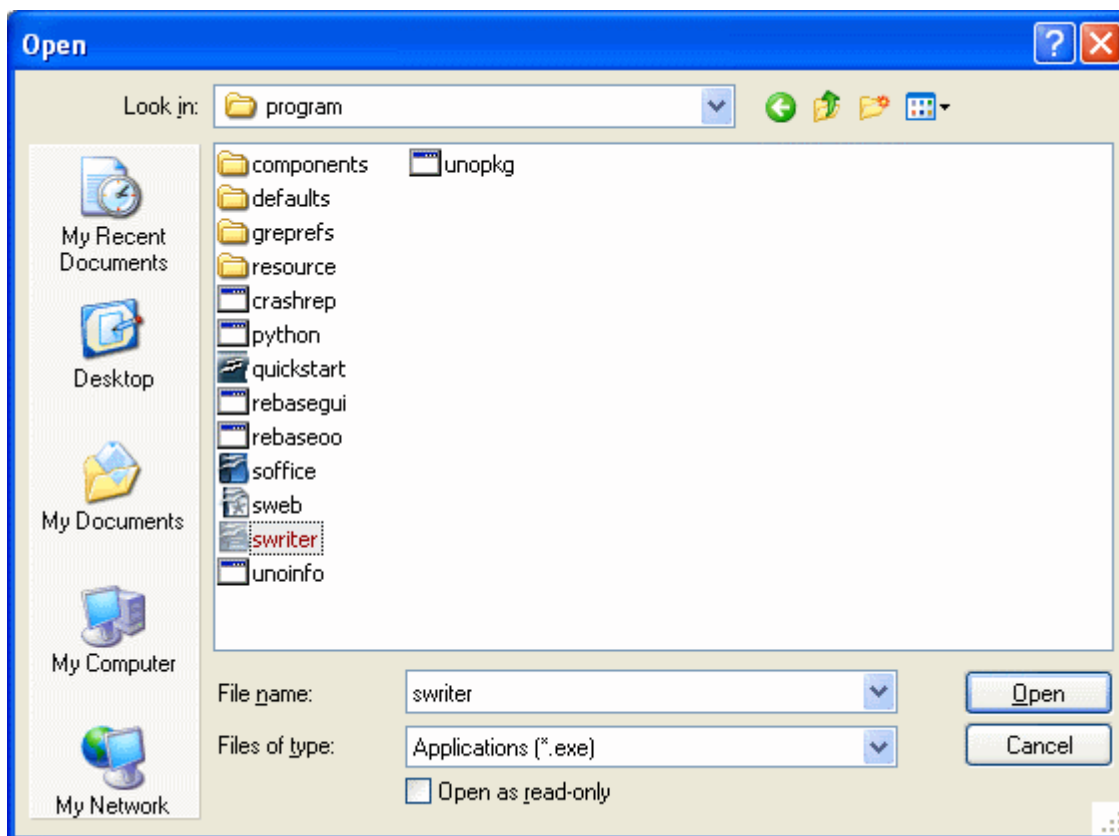 Open
Look in: program
components unopkg
defaults
greprefs
resource
crashrep
python
quickstart
rebasegui
rebaseoo
soffice
sweb
swriter
unoinfo
My Recent
Documents
Desktop
My Documents
My Computer
My Network
File name: swriter Open
Files of type: Applications (*.exe) Cancel
Open as read-only